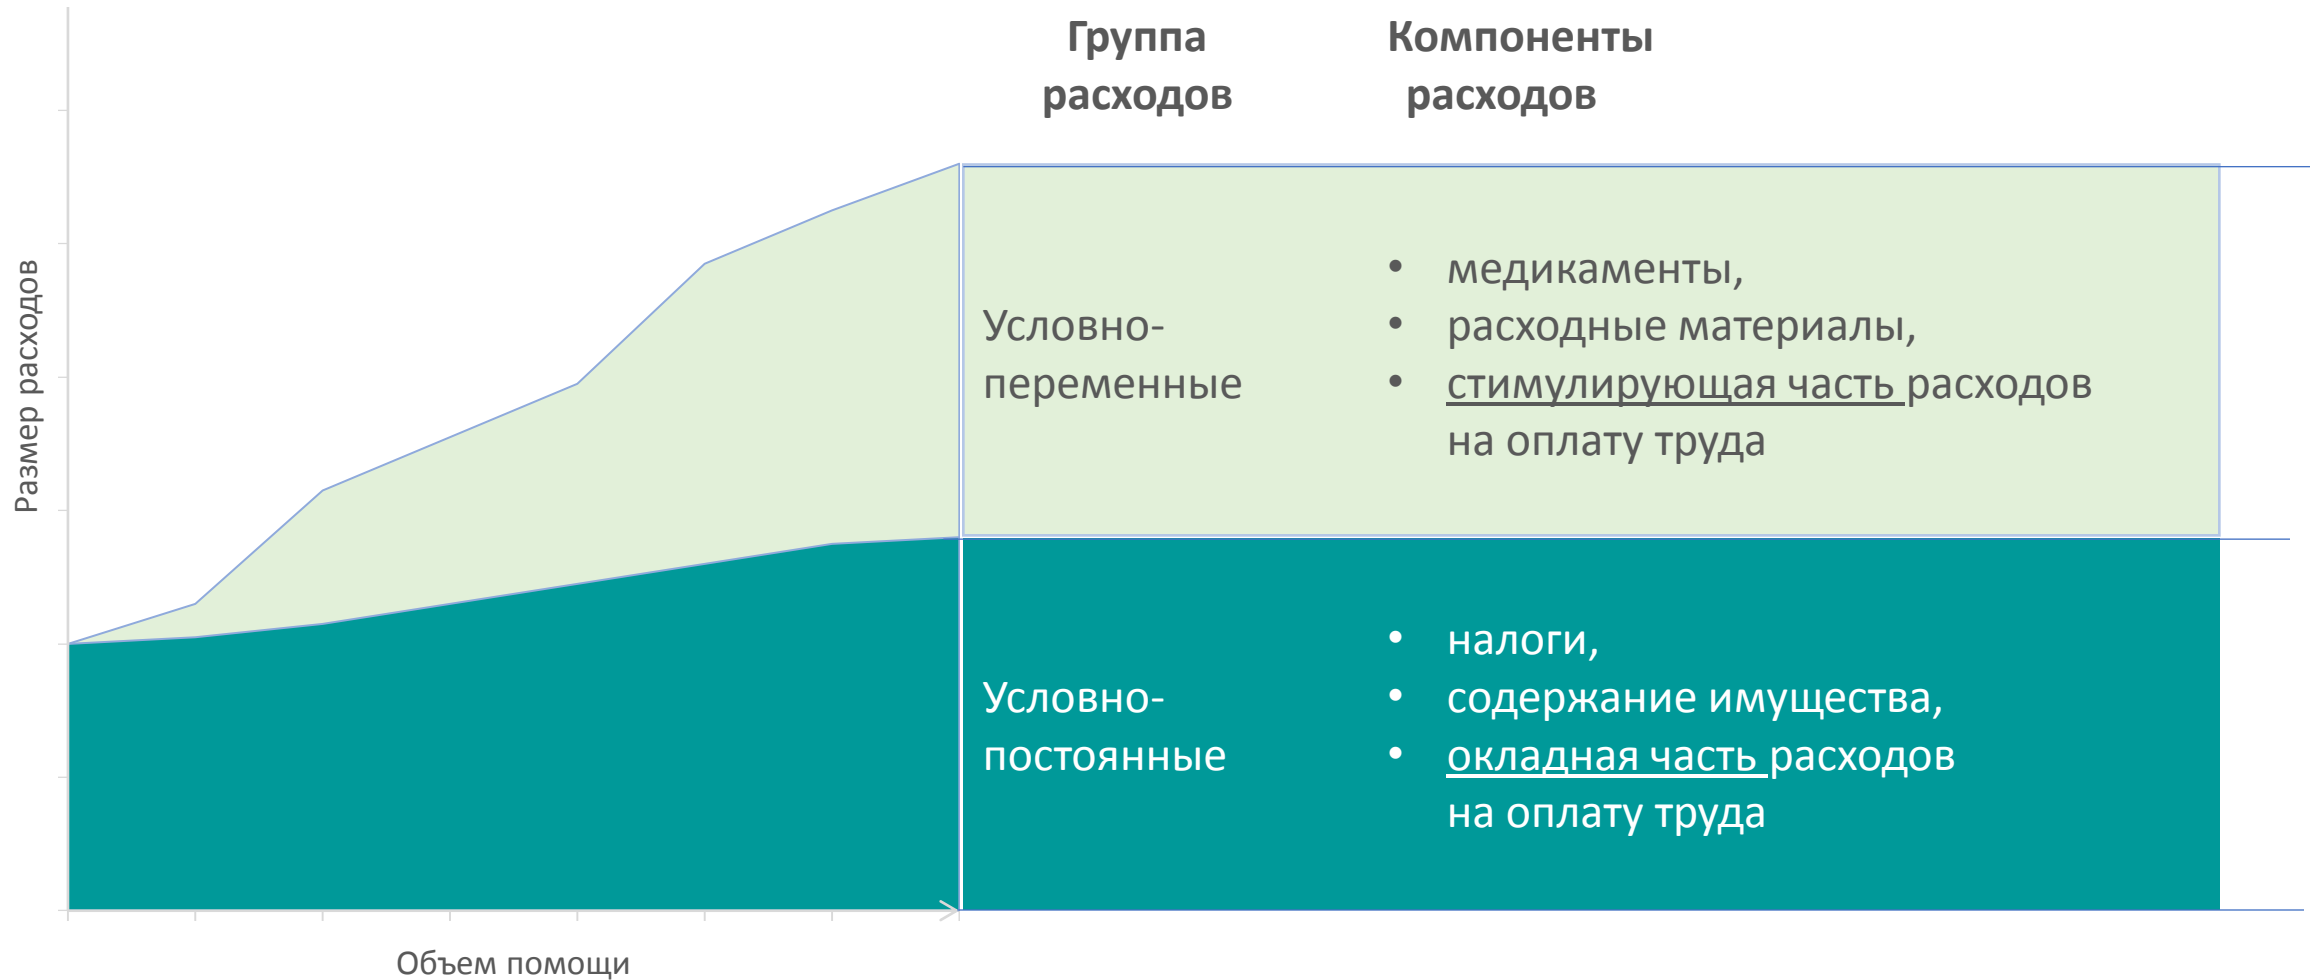 Группа
расходов
Компоненты
расходов
Размер расходов
Условно-
переменные
• медикаменты,
• расходные материалы,
• стимулирующая часть расходов
на оплату труда
Условно-
постоянные
• налоги,
• содержание имущества,
• окладная часть расходов
на оплату труда
Объем помощи